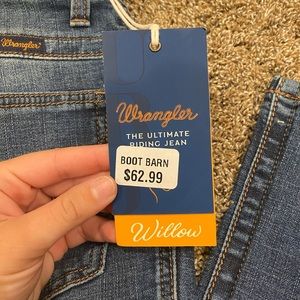 Wrangler
Wrangler
THE ULTIMATE
RIDING JEAN
BOOT BARN
$62.99
Willow